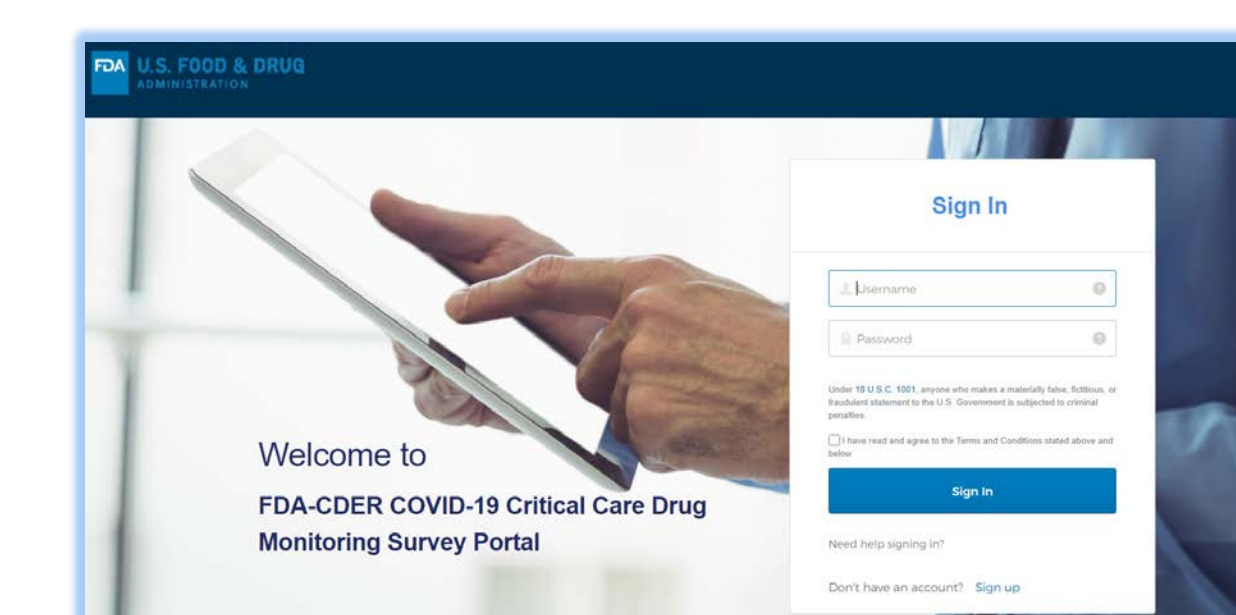 FDA U.S. FOOD & DRUG
ADMINISTRATION
Sign In
Username
Password
Under 18 U.S.C. 1001, anyone who makes a materially false, fictitious, or
fraudulent statement to the U.S. Government is subjected to criminal
penalties.
I have read and agree to the Terms and Conditions stated above and
below
Sign In
Need help signing in?
Don't have an account? Sign up
Welcome to
FDA-CDER COVID-19 Critical Care Drug
Monitoring Survey Portal